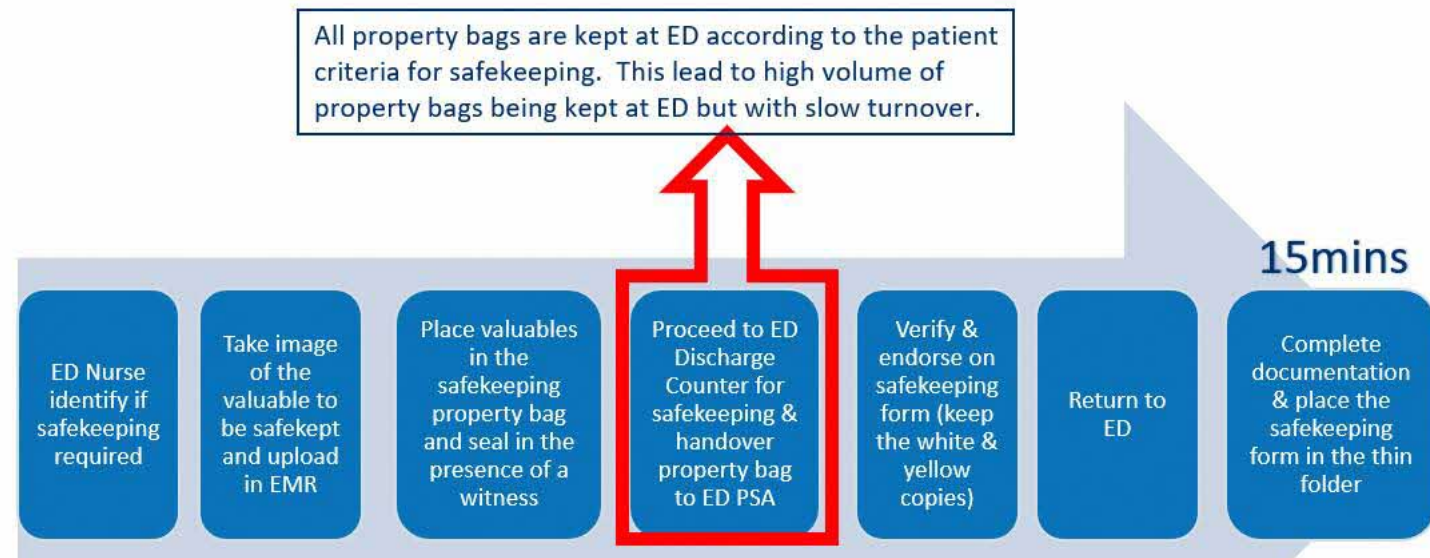 All property bags are kept at ED according to the patient
criteria for safekeeping. This lead to high volume of
property bags being kept at ED but with slow turnover.
15mins
ED Nurse
identify if
safekeeping
required
Take image
of the
valuable to
be safekept
and upload
in EMR
Place valuables
in the
safekeeping
property bag
and seal in the
presence of a
witness
Proceed to ED
Discharge
Counter for
safekeeping &
handover
property bag
to ED PSA
Verify &
endorse on
safekeeping
form (keep
the white &
yellow
copies)
Return to
ED
Complete
documentation
& place the
safekeeping
form in the thin
folder